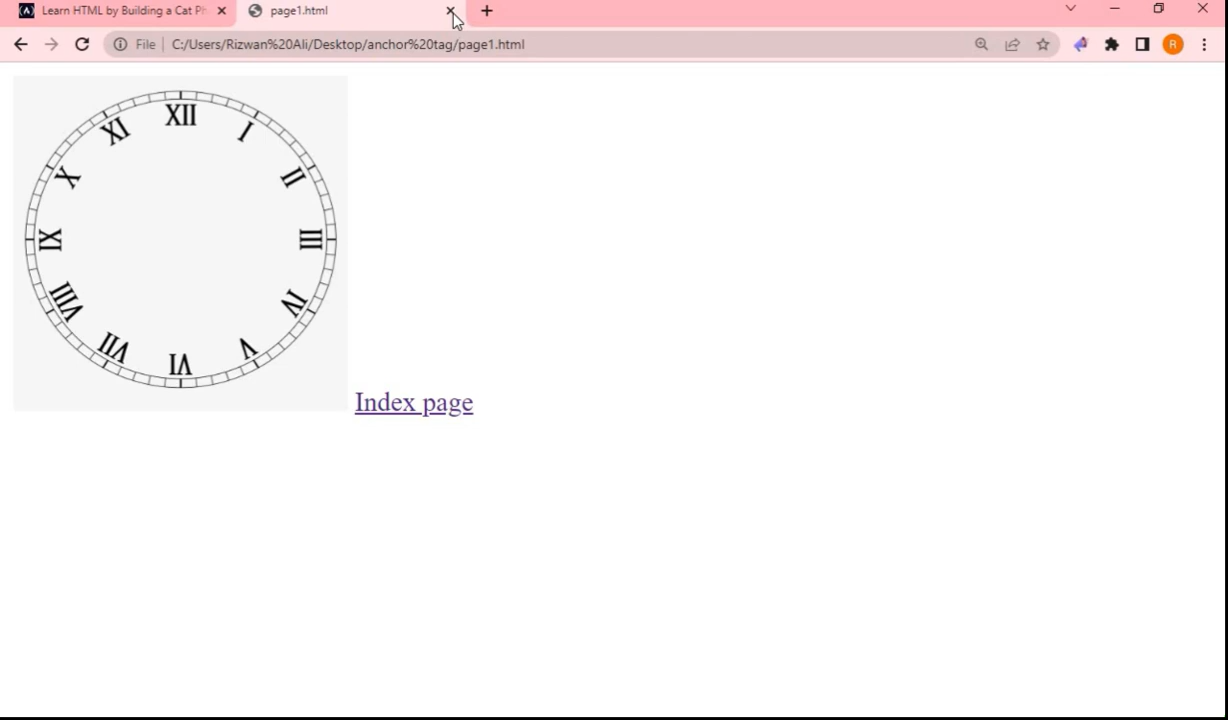 Learn HTML by Building a Cat Ph
page1.html
File
C:/Users/Rizwan%20Ali/Desktop/anchor%20tag/page1.html
R
XII
I
II
III
IV
V
VI
VII
VIII
IX
X
XI
Index page